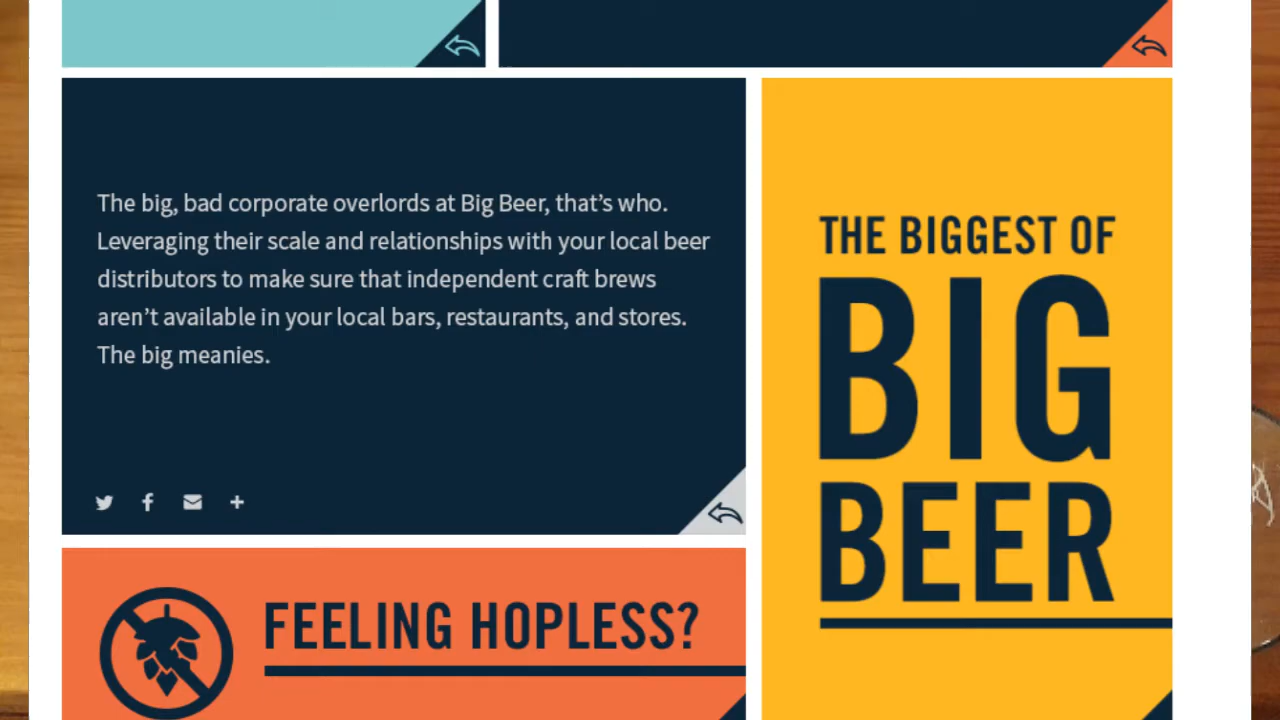 The big, bad corporate overlords at Big Beer, that’s who.
Leveraging their scale and relationships with your local beer
distributors to make sure that independent craft brews
aren’t available in your local bars, restaurants, and stores.
The big meanies.
THE BIGGEST OF
BIG
BEER
FEELING HOPLESS?